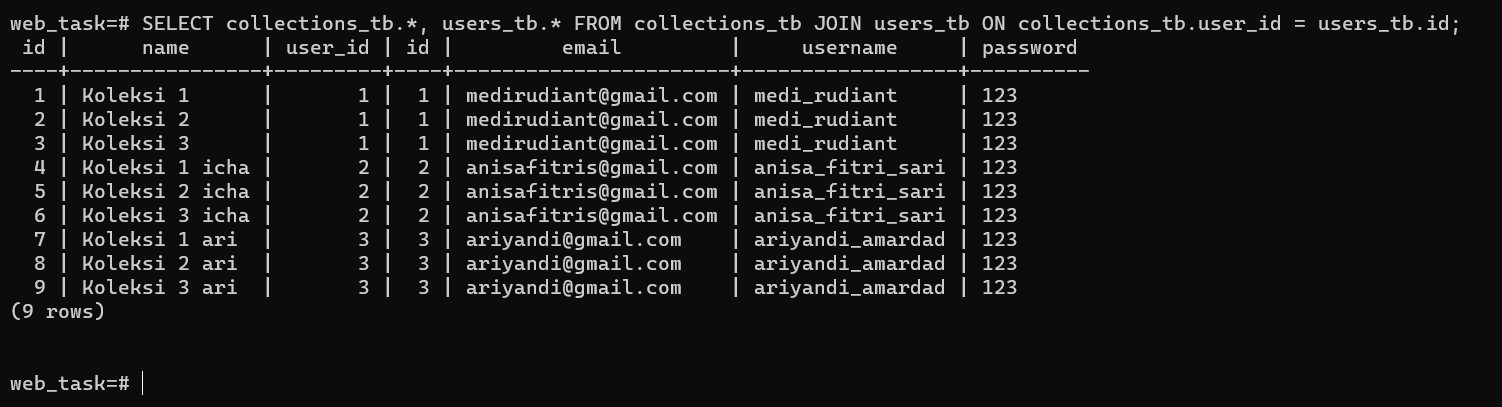 web_task=# SELECT collections_tb.*, users_tb.* FROM collections_tb JOIN users_tb ON collections_tb.user_id = users_tb.id;
 id |      name      | user_id | id |         email         |     username     | password
----+----------------+---------+----+-----------------------+------------------+----------
  1 | Koleksi 1      |       1 |  1 | medirudiant@gmail.com | medi_rudiant     | 123
  2 | Koleksi 2      |       1 |  1 | medirudiant@gmail.com | medi_rudiant     | 123
  3 | Koleksi 3      |       1 |  1 | medirudiant@gmail.com | medi_rudiant     | 123
  4 | Koleksi 1 icha |       2 |  2 | anisafitris@gmail.com | anisa_fitri_sari | 123
  5 | Koleksi 2 icha |       2 |  2 | anisafitris@gmail.com | anisa_fitri_sari | 123
  6 | Koleksi 3 icha |       2 |  2 | anisafitris@gmail.com | anisa_fitri_sari | 123
  7 | Koleksi 1 ari  |       3 |  3 | ariyandi@gmail.com    | ariyandi_amardad | 123
  8 | Koleksi 2 ari  |       3 |  3 | ariyandi@gmail.com    | ariyandi_amardad | 123
  9 | Koleksi 3 ari  |       3 |  3 | ariyandi@gmail.com    | ariyandi_amardad | 123
(9 rows)
web_task=#